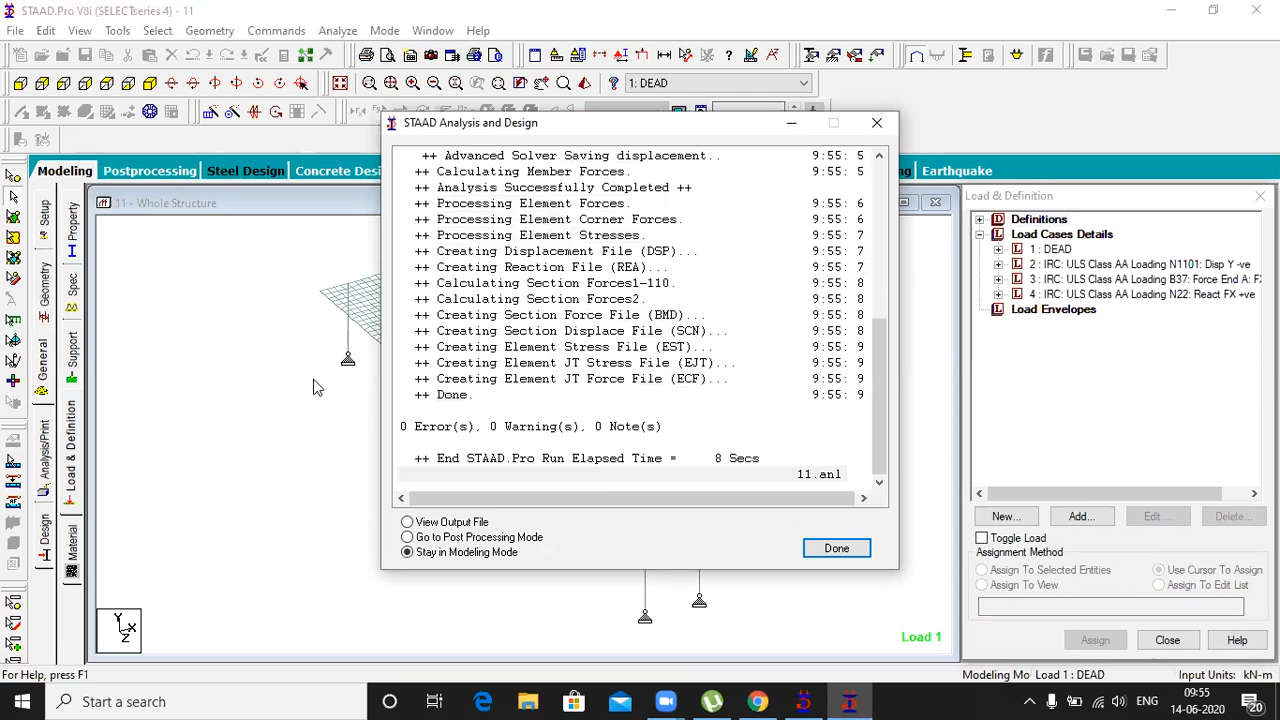 STAAD.Pro V8i (SELECTseries 4) - 11
File Edit View Tools Select Geometry Commands Analyze Mode Window Help
1: DEAD
Modeling Postprocessing Steel Design Concrete Des Earthquake
11 - Whole Structure
Setup
Geometry
General
Analysis/Print
Design
Property
Spec
Support
Load & Definition
Material
STAAD Analysis and Design
++ Advanced Solver Saving displacement.. 9:55: 5
++ Calculating Member Forces. 9:55: 5
++ Analysis Successfully Completed ++
++ Processing Element Forces. 9:55: 6
++ Processing Element Corner Forces. 9:55: 6
++ Processing Element Stresses. 9:55: 7
++ Creating Displacement File (DSP)... 9:55: 7
++ Creating Reaction File (REA)... 9:55: 7
++ Calculating Section Forces1-110. 9:55: 8
++ Calculating Section Forces2. 9:55: 8
++ Creating Section Force File (BMD)... 9:55: 8
++ Creating Section Displace File (SCN)... 9:55: 8
++ Creating Element Stress File (EST)... 9:55: 9
++ Creating Element JT Stress File (EJT)... 9:55: 9
++ Creating Element JT Force File (ECF)... 9:55: 9
++ Done. 9:55: 9
0 Error(s), 0 Warning(s), 0 Note(s)
++ End STAAD.Pro Run Elapsed Time = 8 Secs
11.anl
View Output File
Go to Post Processing Mode
Stay in Modeling Mode
Done
Y
X
Z
Load 1
Load & Definition
D Definitions
L Load Cases Details
L 1 : DEAD
L 2 : IRC: ULS Class AA Loading N1101: Disp Y -ve
L 3 : IRC: ULS Class AA Loading B37: Force End A: FX
L 4 : IRC: ULS Class AA Loading N22: React FX +ve
L Load Envelopes
New... Add... Edit... Delete...
Toggle Load
Assignment Method
Assign To Selected Entities Use Cursor To Assign
Assign To View Assign To Edit List
Assign Close Help
For Help, press F1 Modeling Mo Load 1 : DEAD Input Units: kN-m
Start a search
ENG
09:55
14-06-2020
20